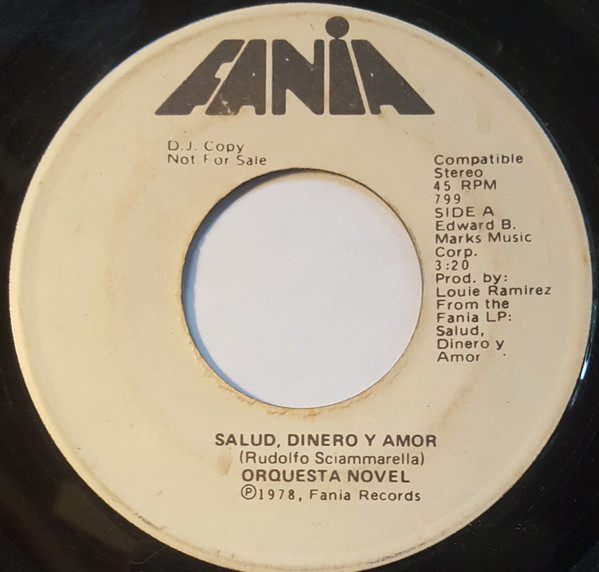 FANIA
D.J. Copy
Not For Sale
Compatible
Stereo
45 RPM
799
SIDE A
Edward B.
Marks Music
Corp.
3:20
Prod. by:
Louie Ramirez
From the
Fania LP:
Salud,
Dinero y
Amor
SALUD, DINERO Y AMOR
(Rudolfo Sciammarella)
ORQUESTA NOVEL
℗1978, Fania Records